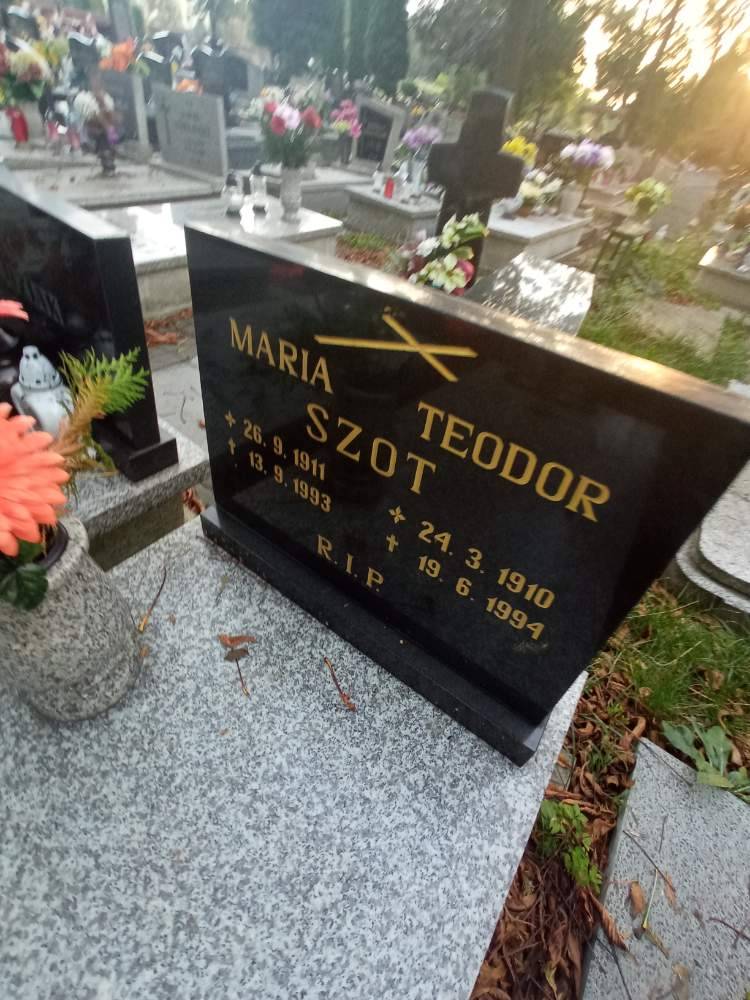 MARIA TEODOR
SZOT
26. 9. 1911 24. 3. 1910
13. 9. 1993 19. 6. 1994
R.I.P.